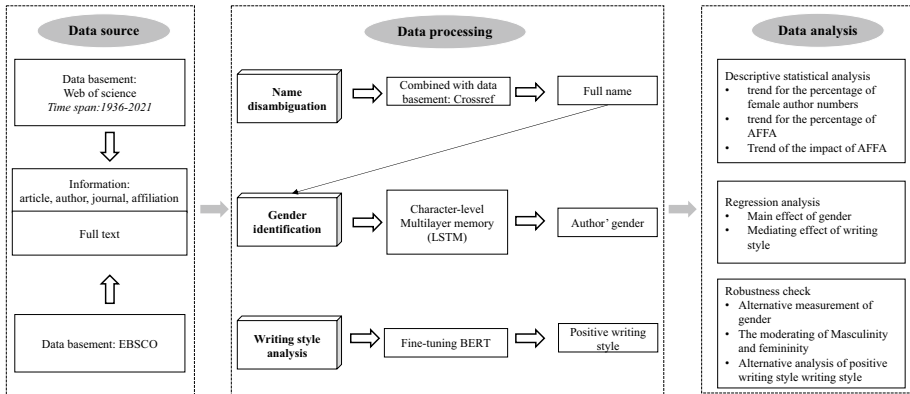 Data source
Data basement:
Web of science
Time span:1936-2021
Information:
article, author, journal, affiliation
Full text
Data basement: EBSCO
Data processing
Name
disambiguation
Combined with data
basement: Crossref
Full name
Gender
identification
Character-level
Multilayer memory
(LSTM)
Author’ gender
Writing style
analysis
Fine-tuning BERT
Positive writing
style
Data analysis
Descriptive statistical analysis
• trend for the percentage of
female author numbers
• trend for the percentage of
AFFA
• Trend of the impact of AFFA
Regression analysis
• Main effect of gender
• Mediating effect of writing
style
Robustness check
• Alternative measurement of
gender
• The moderating of Masculinity
and femininity
• Alternative analysis of positive
writing style writing style